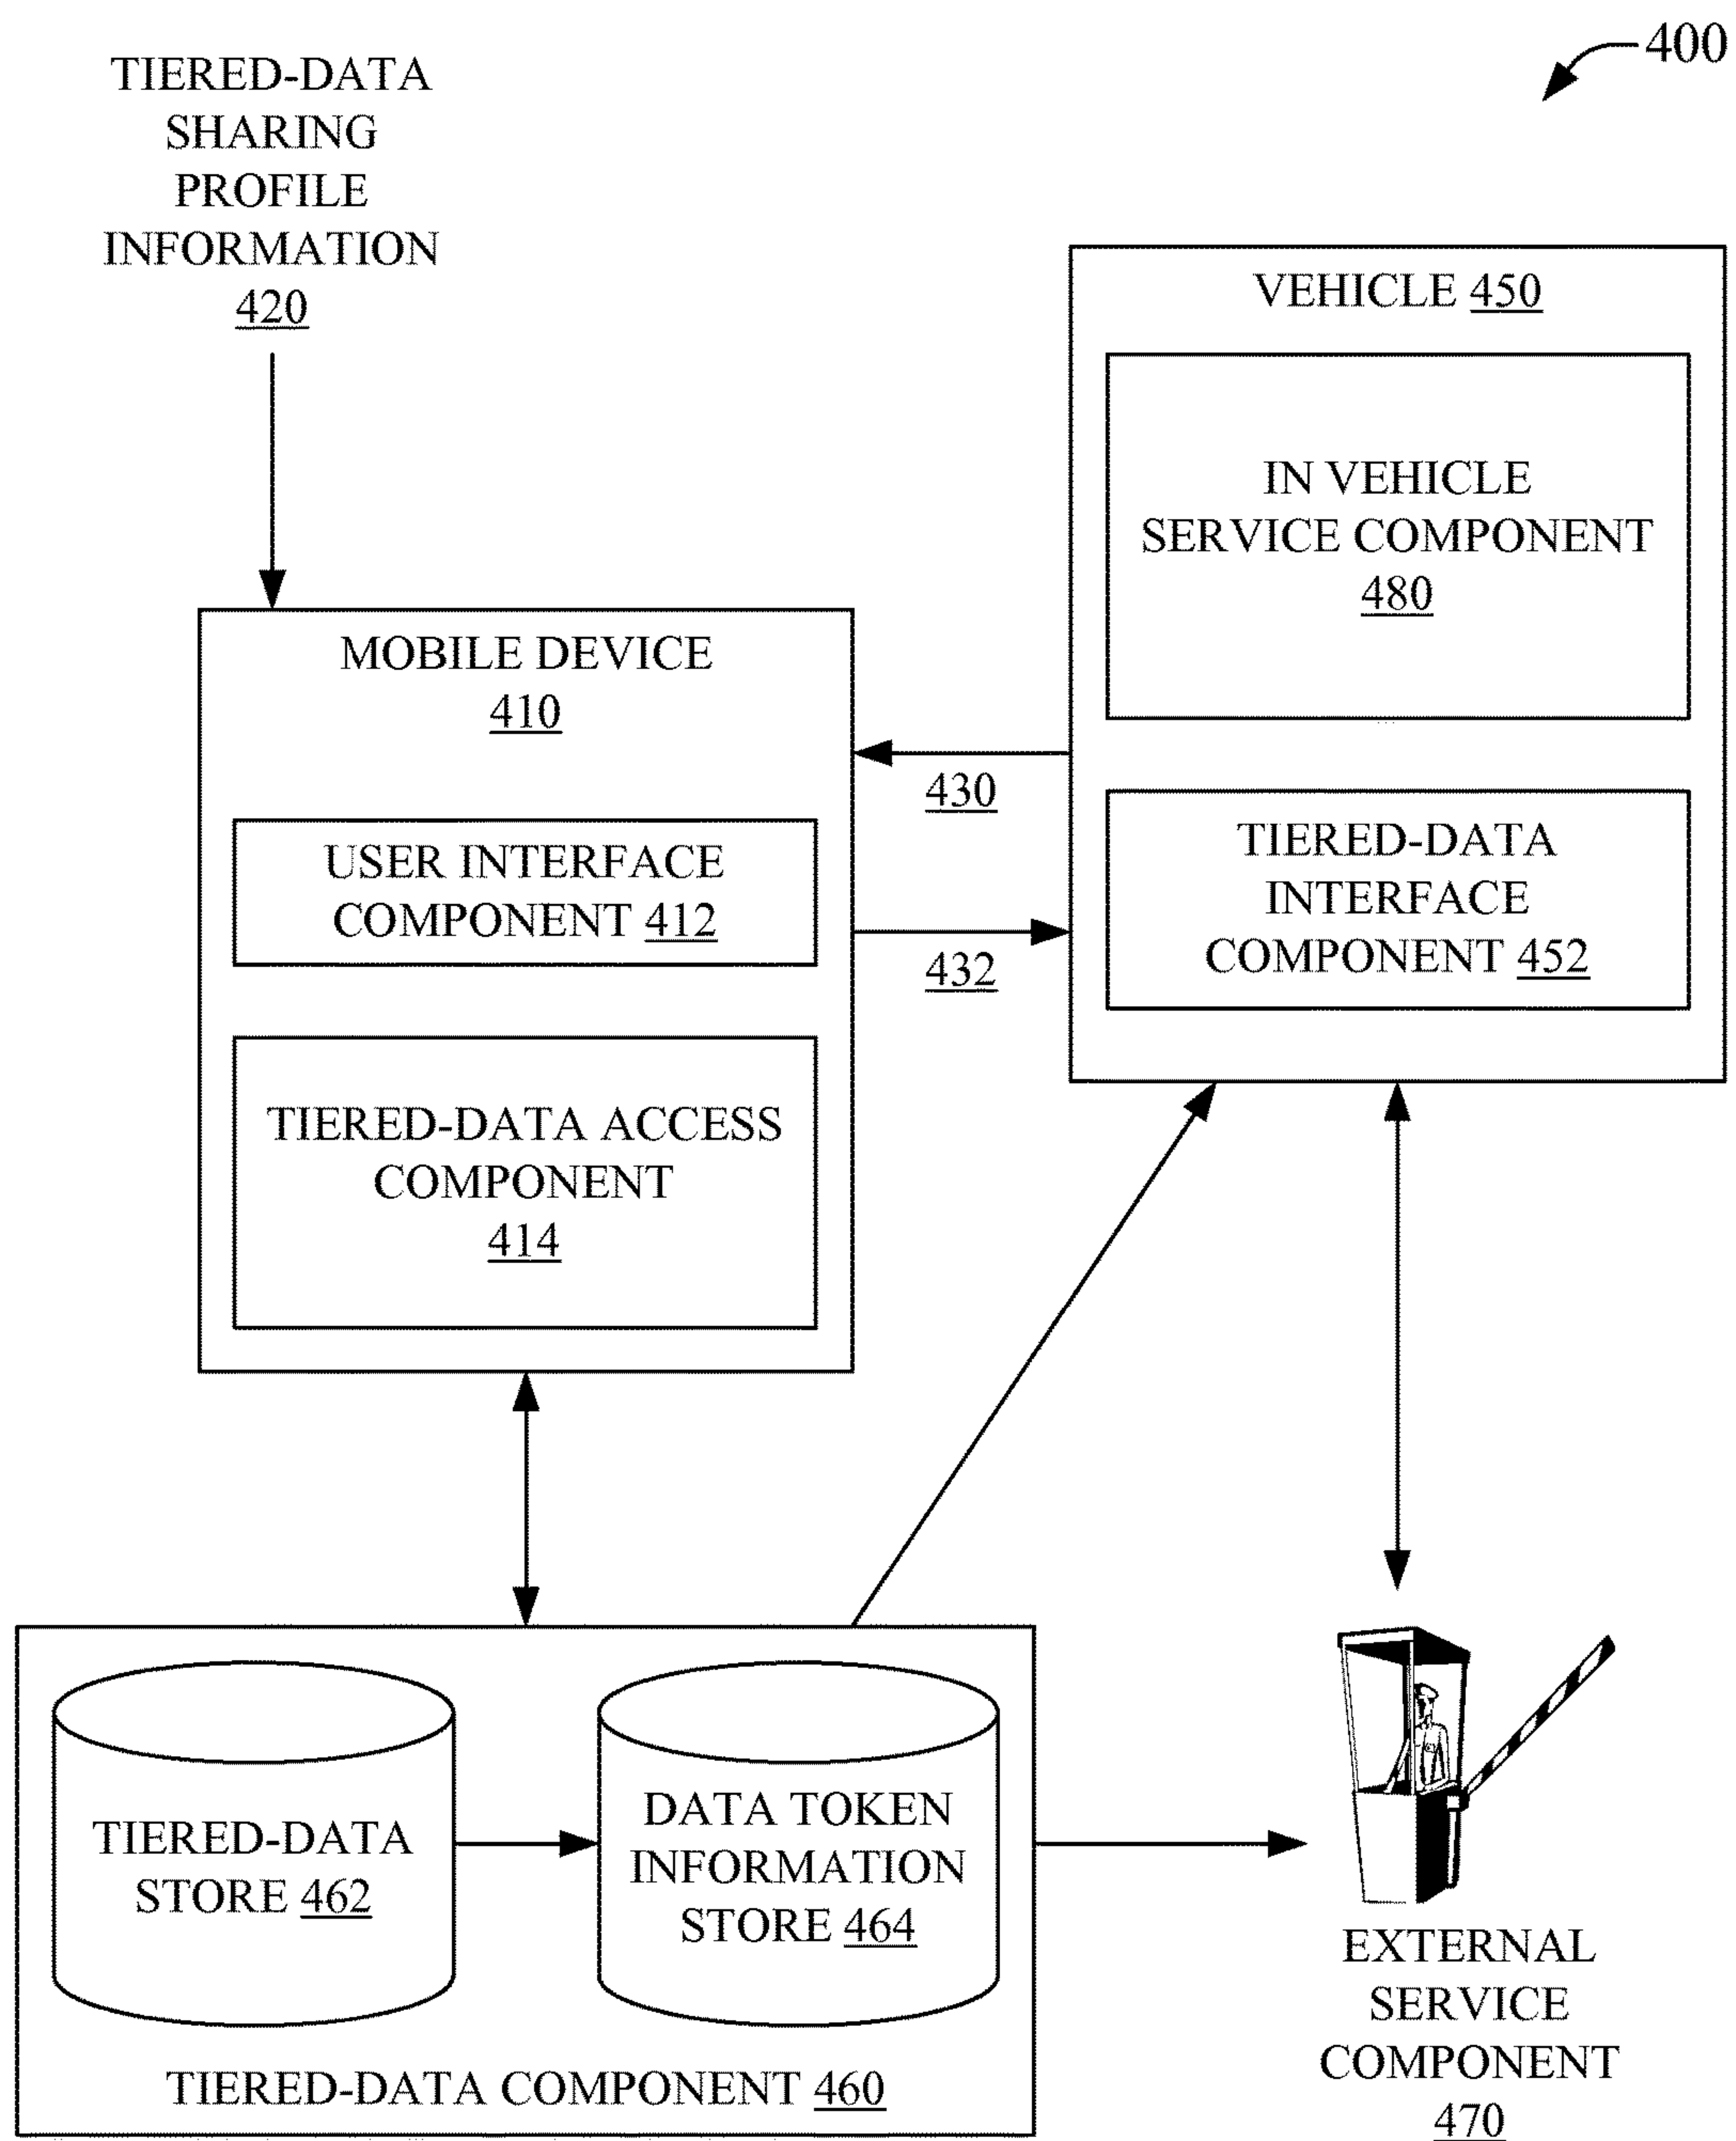 400
TIERED-DATA
SHARING
PROFILE
INFORMATION
420
VEHICLE 450
IN VEHICLE
SERVICE COMPONENT
480
MOBILE DEVICE
410
430
USER INTERFACE
COMPONENT 412
432
TIERED-DATA
INTERFACE
COMPONENT 452
TIERED-DATA ACCESS
COMPONENT
414
TIERED-DATA
STORE 462
DATA TOKEN
INFORMATION
STORE 464
TIERED-DATA COMPONENT 460
EXTERNAL
SERVICE
COMPONENT
470